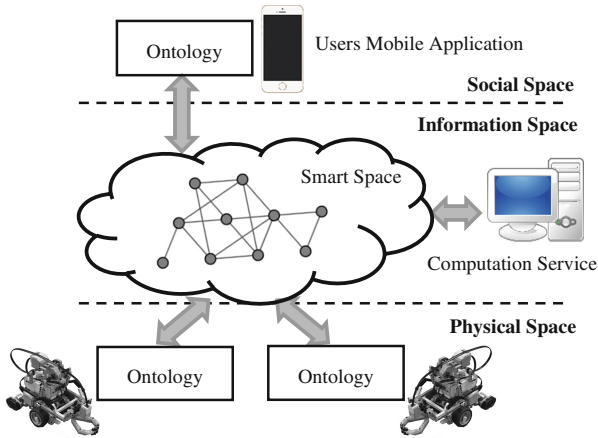 Ontology
Users Mobile Application
Social Space
Information Space
Smart Space
Computation Service
Physical Space
Ontology
Ontology